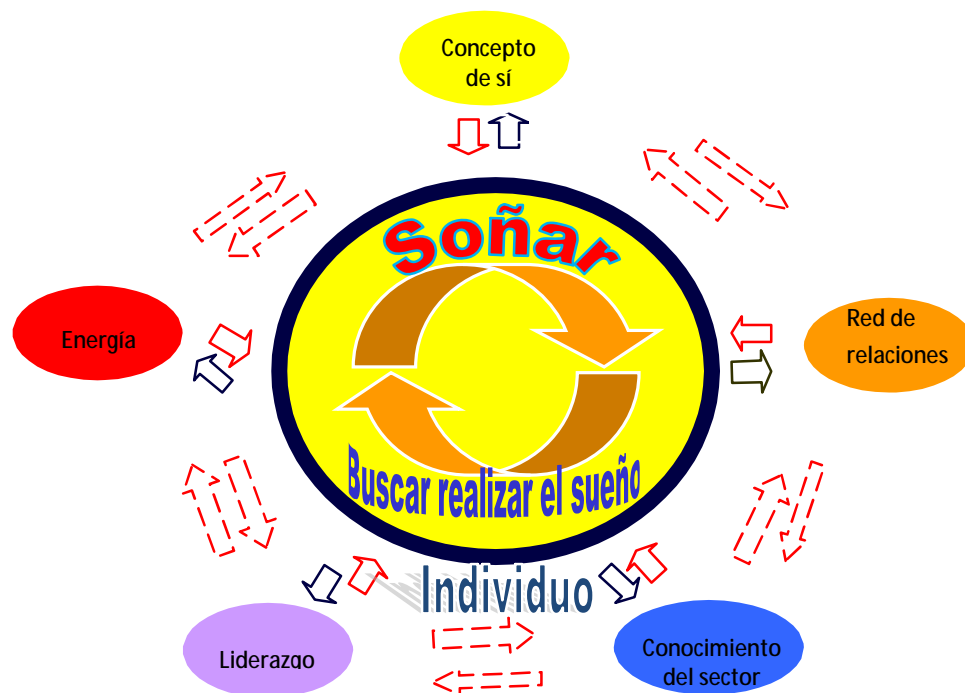 Concepto
de sí
Soñar
Energía
Red de
relaciones
Buscar realizar el sueño
Individuo
Liderazgo
Conocimiento
del sector